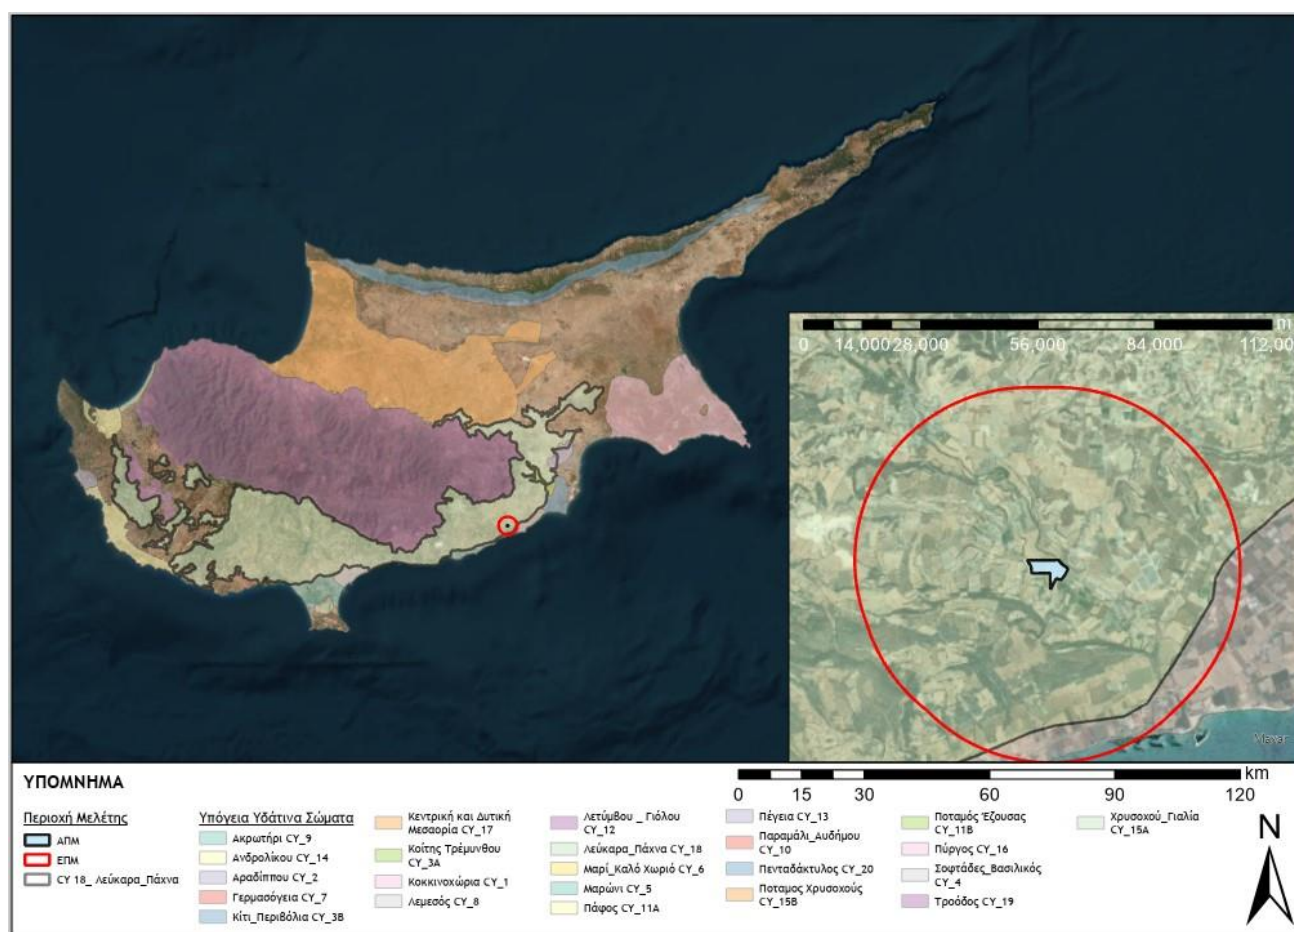 m
0 14,000 28,000 56,000 84,000 112,00
ΥΠΟΜΝΗΜΑ
Περιοχή Μελέτης
ΑΠΜ
ΕΠΜ
CY 18_ Λεύκαρα_Πάχνα
Υπόγεια Υδάτινα Σώματα
Ακρωτήρι CY_9
Ανδρολίκου CY_14
Αραδίππου CY_2
Γερμασόγεια CY_7
Κίτι_Περιβόλια CY_3B
Κεντρική και Δυτική
Μεσαορία CY_17
Κοίτης Τρέμυνθου
CY_3A
Κοκκινοχώρια CY_1
Λεμεσός CY_8
Λετύμβου _ Γιόλου
CY_12
Λεύκαρα_Πάχνα CY_18
Μαρί_Καλό Χωριό CY_6
Μαρώνι CY_5
Πάφος CY_11A
Πέγεια CY_13
Παραμάλι_Αυδήμου
CY_10
Πενταδάκτυλος CY_20
Ποταμος Χρυσοχούς
CY_15B
Ποταμός Έζουσας
CY_11B
Πύργος CY_16
Σοφτάδες_Βασιλικός
CY_4
Τροόδος CY_19
Χρυσοχού_Γιαλία
CY_15A
km
0 15 30 60 90 120
N